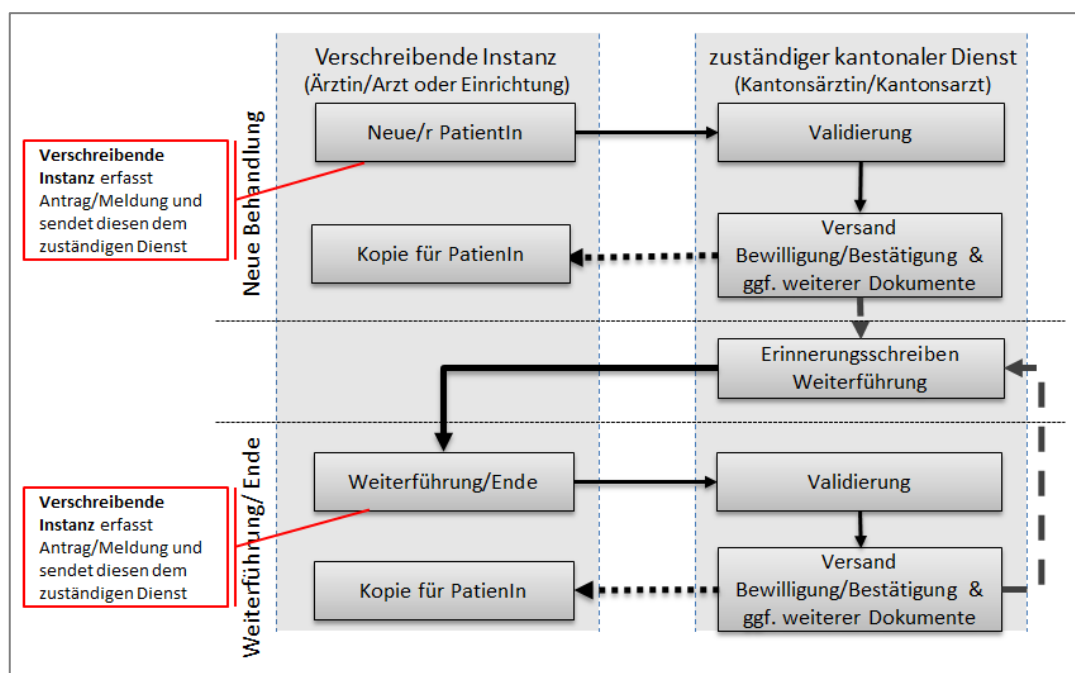 Verschreibende Instanz
(Ärztin/Arzt oder Einrichtung)
zuständiger kantonaler Dienst
(Kantonsärztin/Kantonsarzt)
Neue Behandlung
Verschreibende
Instanz erfasst
Antrag/Meldung und
sendet diesen dem
zuständigen Dienst
Neue/r PatientIn
Validierung
Kopie für PatienIn
Versand
Bewilligung/Bestätigung &
ggf. weiterer Dokumente
Erinnerungsschreiben
Weiterführung
Weiterführung/ Ende
Verschreibende
Instanz erfasst
Antrag/Meldung und
sendet diesen dem
zuständigen Dienst
Weiterführung/Ende
Validierung
Kopie für PatienIn
Versand
Bewilligung/Bestätigung &
ggf. weiterer Dokumente